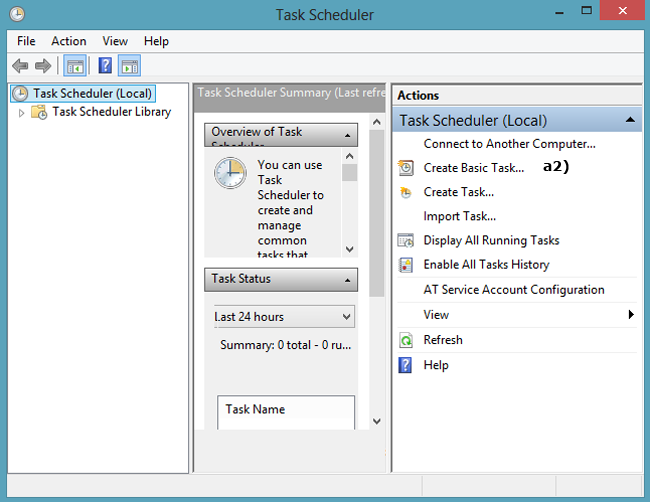 Task Scheduler
File Action View Help
Task Scheduler (Local)
Task Scheduler Library
Task Scheduler Summary (Last refre
Overview of Task
Scheduler
You can use
Task
Scheduler to
create and
manage
common
tasks that
Task Status
Last 24 hours
Summary: 0 total - 0 ru...
Task Name
Actions
Task Scheduler (Local)
Connect to Another Computer...
Create Basic Task... a2)
Create Task...
Import Task...
Display All Running Tasks
Enable All Tasks History
AT Service Account Configuration
View
Refresh
Help